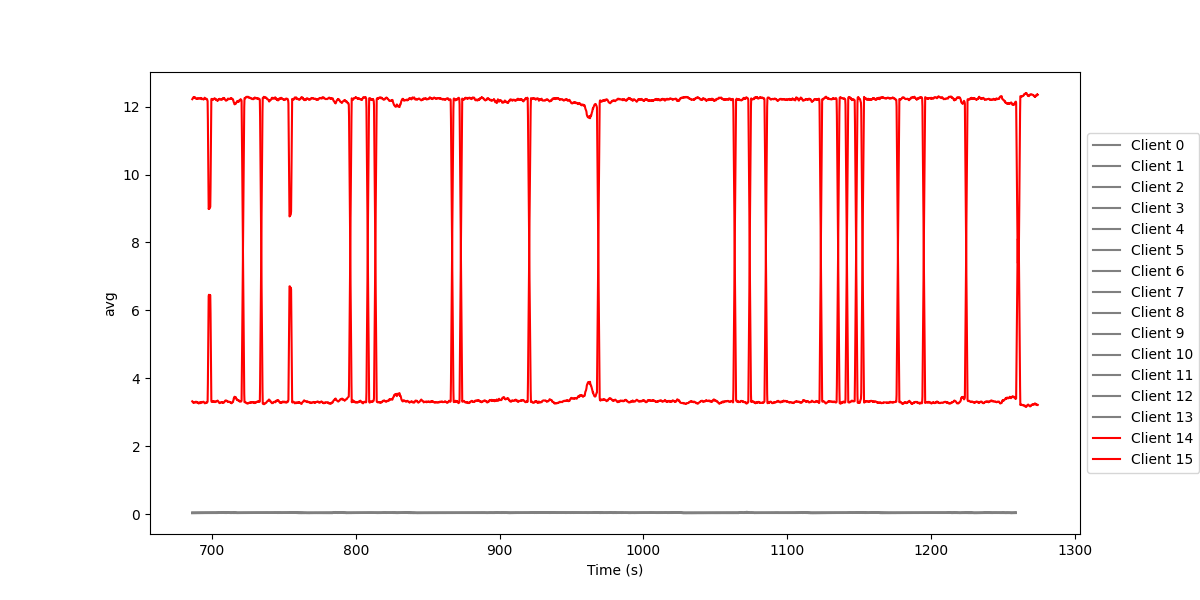 avg
12
10
8
6
4
2
0
700 800 900 1000 1100 1200 1300
Time (s)
Client 0
Client 1
Client 2
Client 3
Client 4
Client 5
Client 6
Client 7
Client 8
Client 9
Client 10
Client 11
Client 12
Client 13
Client 14
Client 15